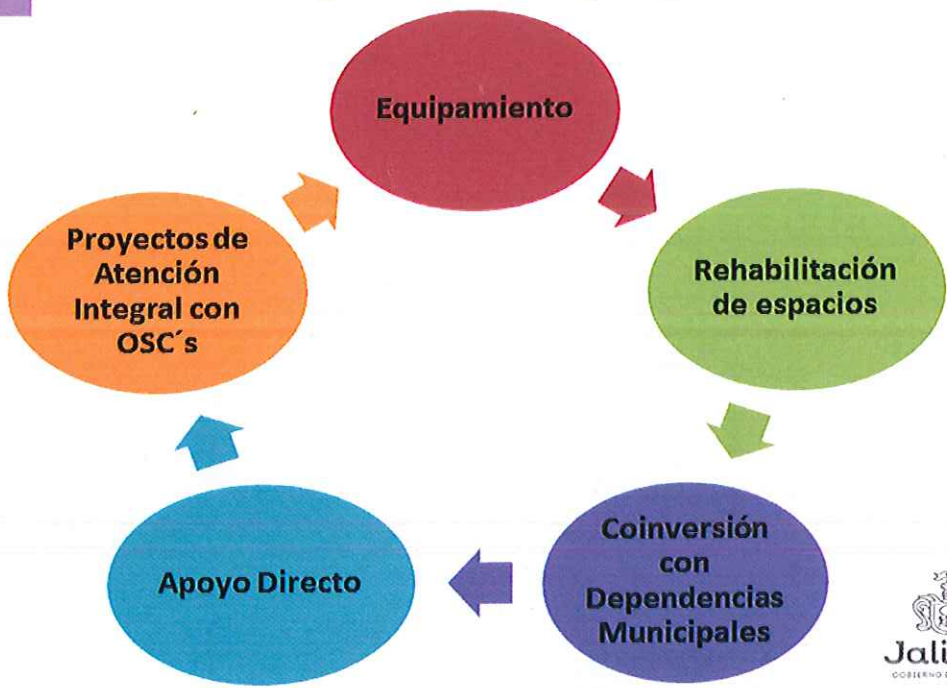 Equipamiento
Rehabilitación
de espacios
Coinversión
con
Dependencias
Municipales
Apoyo Directo
Proyectos de
Atención
Integral con
OSC´s